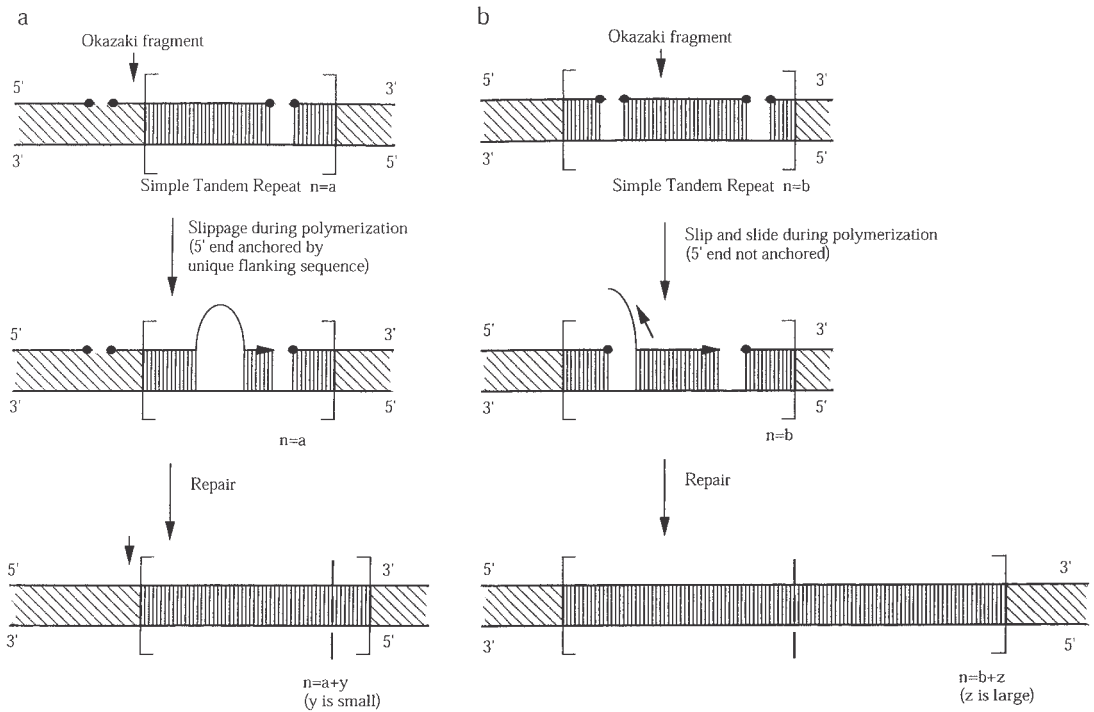 a
Okazaki fragment
5'
3'
3'
5'
Simple Tandem Repeat n=a
Slippage during polymerization
(5' end anchored by
unique flanking sequence)
5'
3'
3'
5'
n=a
Repair
5'
3'
3'
5'
n=a+y
(y is small)
b
Okazaki fragment
5'
3'
3'
5'
Simple Tandem Repeat n=b
Slip and slide during polymerization
(5' end not anchored)
5'
3'
3'
5'
n=b
Repair
5'
3'
3'
5'
n=b+z
(z is large)